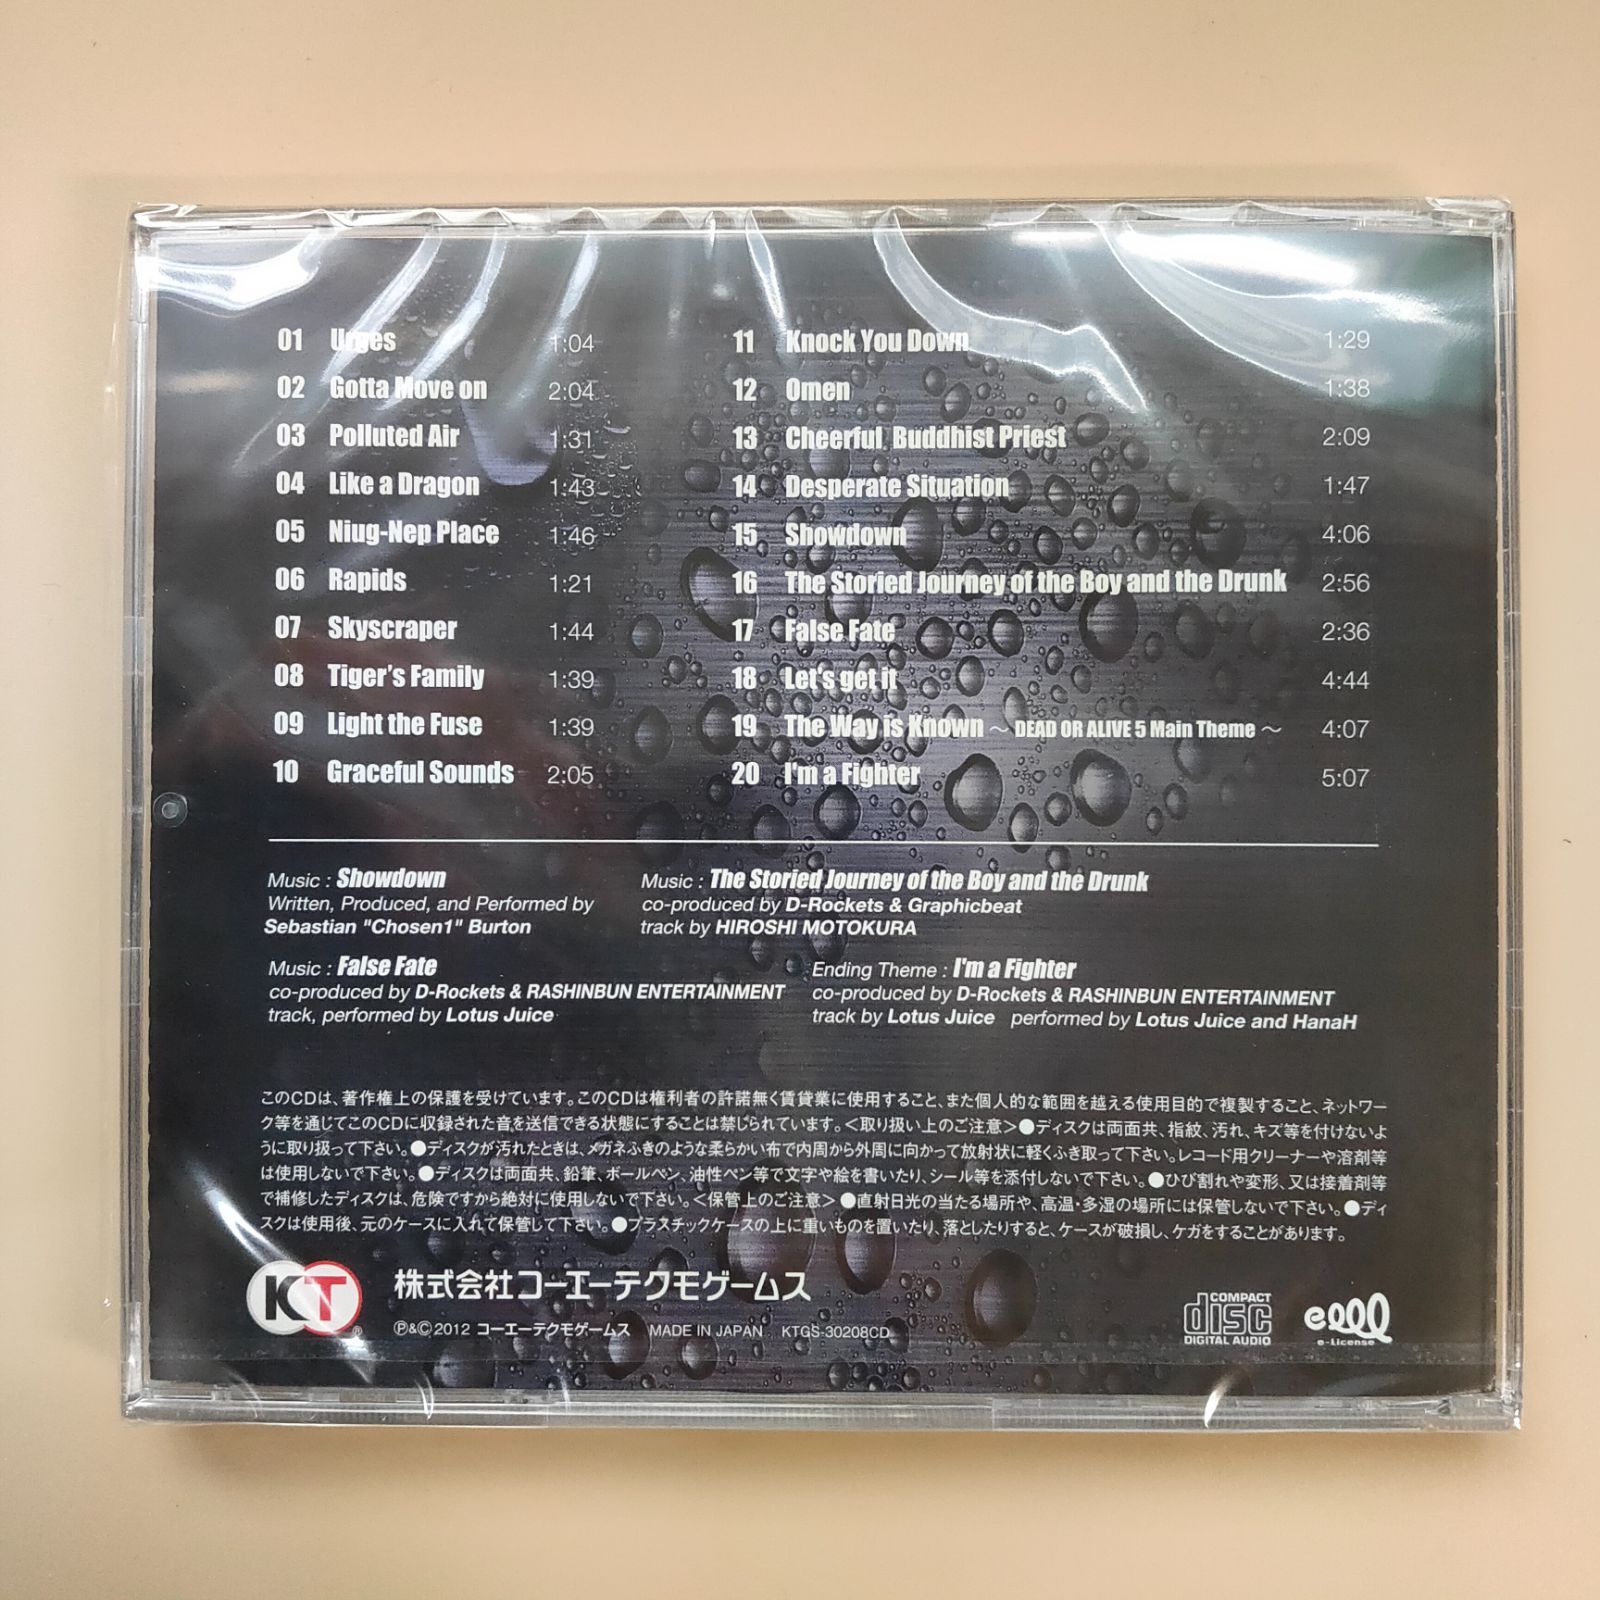 01 Urges 1:04
02 Gotta Move on 2:04
03 Polluted Air 1:31
04 Like a Dragon 1:43
05 Niug-Nep Place 1:46
06 Rapids 1:21
07 Skyscraper 1:44
08 Tiger's Family 1:39
09 Light the Fuse 1:39
10 Graceful Sounds 2:05
11 Knock You Down 1:29
12 Omen 1:38
13 Cheerful Buddhist Priest 2:09
14 Desperate Situation 1:47
15 Showdown 4:06
16 The Storied Journey of the Boy and the Drunk 2:56
17 False Fate 2:36
18 Let's get it 4:44
19 The Way is Known ～ DEAD OR ALIVE 5 Main Theme ～ 4:07
20 I'm a Fighter 5:07
Music : Showdown
Written, Produced, and Performed by
Sebastian "Chosen1" Burton
Music : The Storied Journey of the Boy and the Drunk
co-produced by D-Rockets & Graphicbeat
track by HIROSHI MOTOKURA
Music : False Fate
co-produced by D-Rockets & RASHINBUN ENTERTAINMENT
track, performed by Lotus Juice
Ending Theme : I'm a Fighter
co-produced by D-Rockets & RASHINBUN ENTERTAINMENT
track by Lotus Juice performed by Lotus Juice and HanaH
このCDは、著作権上の保護を受けています。このCDは権利者の許諾無く賃貸業に使用すること、また個人的な範囲を越える使用目的で複製すること、ネットワー
ク等を通じてこのCDに収録された音を送信できる状態にすることは禁じられています。＜取り扱い上のご注意＞●ディスクは両面共、指紋、汚れ、キズ等を付けないよ
うに取り扱って下さい。●ディスクが汚れたときは、メガネふきのような柔らかい布で内周から外周に向かって放射状に軽くふき取って下さい。レコード用クリーナーや溶剤等
は使用しないで下さい。●ディスクは両面共、鉛筆、ボールペン、油性ペン等で文字や絵を書いたり、シール等を添付しないで下さい。●ひび割れや変形、又は接着剤等
で補修したディスクは、危険ですから絶対に使用しないで下さい。＜保管上のご注意＞●直射日光の当たる場所や、高温・多湿の場所には保管しないで下さい。●ディ
スクは使用後、元のケースに入れて保管して下さい。●プラスチックケースの上に重いものを置いたり、落としたりすると、ケースが破損し、ケガをすることがあります。
KT®
株式会社コーエーテクモゲームス
℗&©2012 コーエーテクモゲームス MADE IN JAPAN KTGS-30208CD
COMPACT
disc
DIGITAL AUDIO
e-License